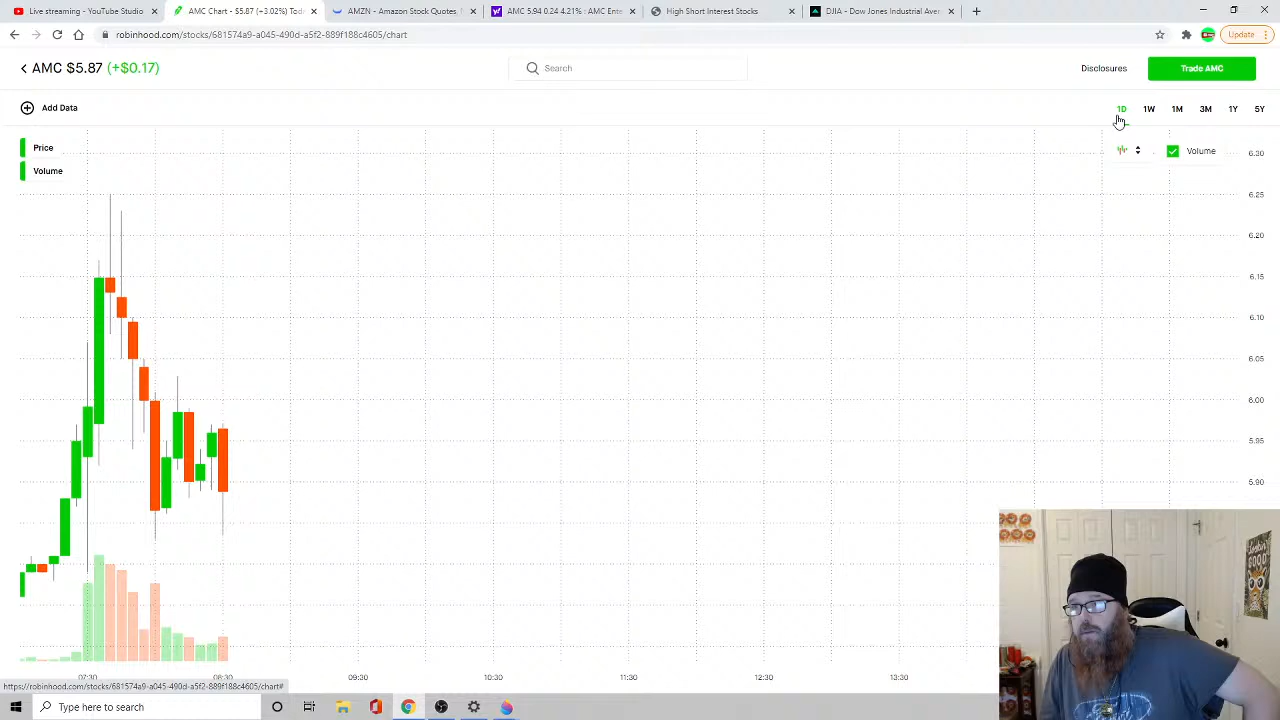 Live streaming - YouTube Studio
AMC Chart - $5.87 (+3.02%) Toda
AMZN - Amazon Stock Quotes
AMC 5.94 0.24 4.21% : AMC Ente
High Short Interest Stocks
DJIA - Dow Jones Industrial Aver
robinhood.com/stocks/681574a9-a045-490d-a5f2-889f188c4605/chart
Update
AMC $5.87 (+$0.17)
Search
Disclosures
Trade AMC
Add Data
1D 1W 1M 3M 1Y 5Y
Price
Volume
Volume
6.30
6.25
6.20
6.15
6.10
6.05
6.00
5.95
5.90
07:30 08:30 09:30 10:30 11:30 12:30 13:30
https://robinhood.com/stocks/681574a9-a045-490d-a5f2-889f188c4605/chart#
Type here to search